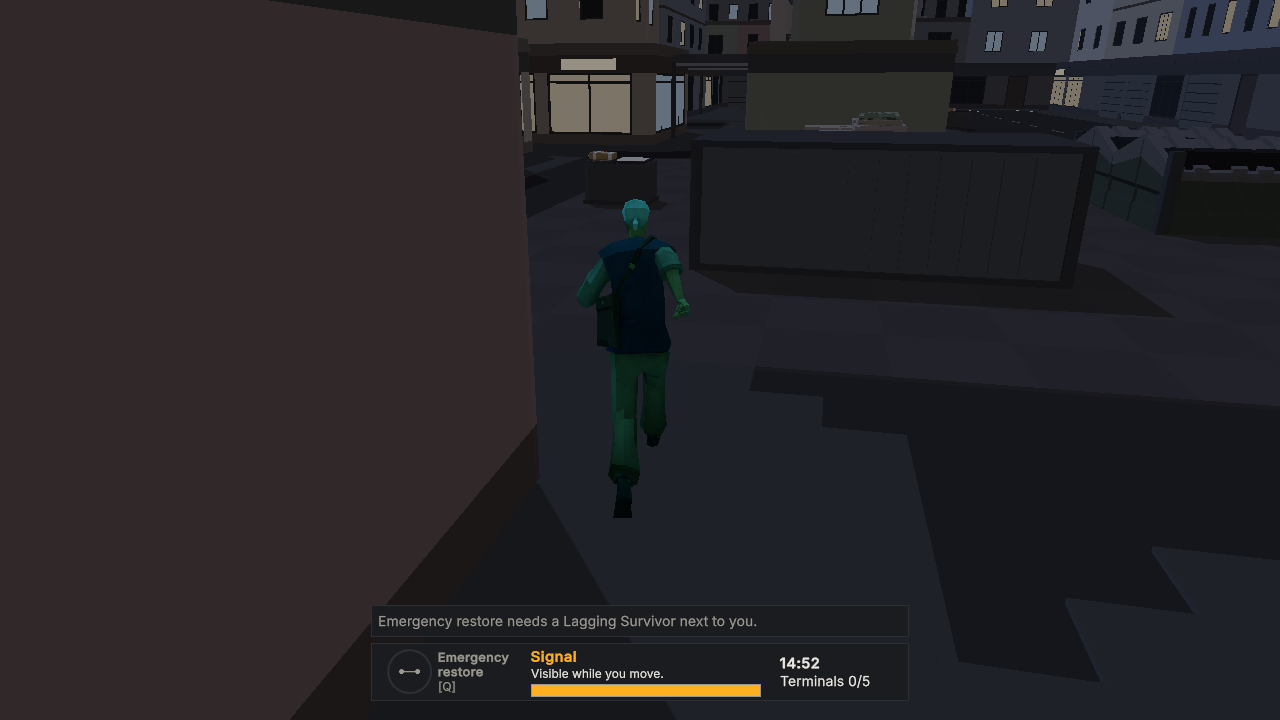 Emergency restore needs a Lagging Survivor next to you.
Emergency
restore
[Q]
Signal
Visible while you move.
14:52
Terminals 0/5